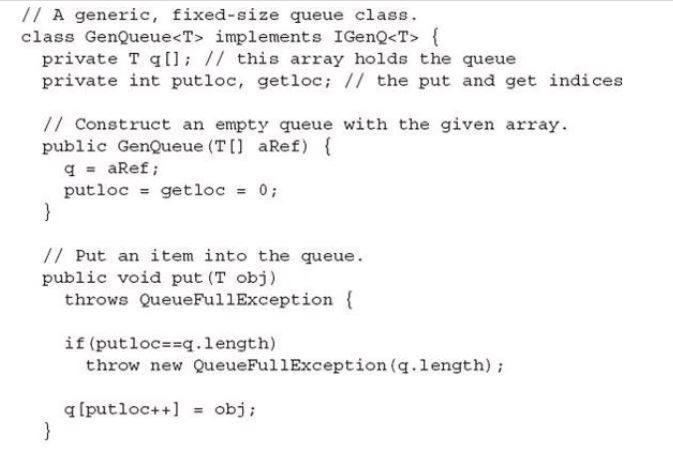 // A generic, fixed-size queue class.
class GenQueue<T> implements IGenQ<T> {
  private T q[]; // this array holds the queue
  private int putloc, getloc; // the put and get indices

  // Construct an empty queue with the given array.
  public GenQueue(T[] aRef) {
    q = aRef;
    putloc = getloc = 0;
  }

  // Put an item into the queue.
  public void put(T obj)
    throws QueueFullException {

    if(putloc==q.length)
      throw new QueueFullException(q.length);

    q[putloc++] = obj;
  }